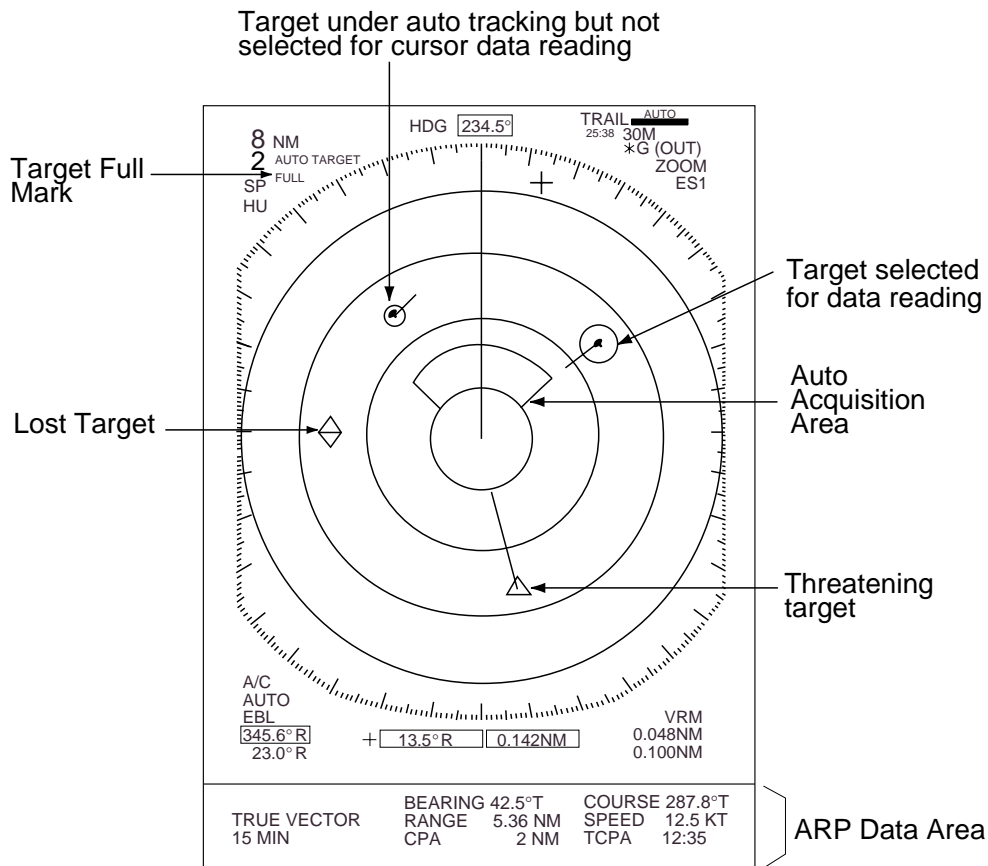 Target under auto tracking but not
selected for cursor data reading
8 NM
2 AUTO TARGET
FULL
SP
HU
HDG 234.5°
TRAIL AUTO
25:38 30M
✳G (OUT)
ZOOM
ES1
Target Full
Mark
Target selected
for data reading
Auto
Acquisition
Area
Lost Target
Threatening
target
A/C
AUTO
EBL
345.6° R
23.0° R
+ 13.5° R 0.142NM
VRM
0.048NM
0.100NM
TRUE VECTOR
15 MIN
BEARING 42.5°T
RANGE 5.36 NM
CPA 2 NM
COURSE 287.8°T
SPEED 12.5 KT
TCPA 12:35
ARP Data Area